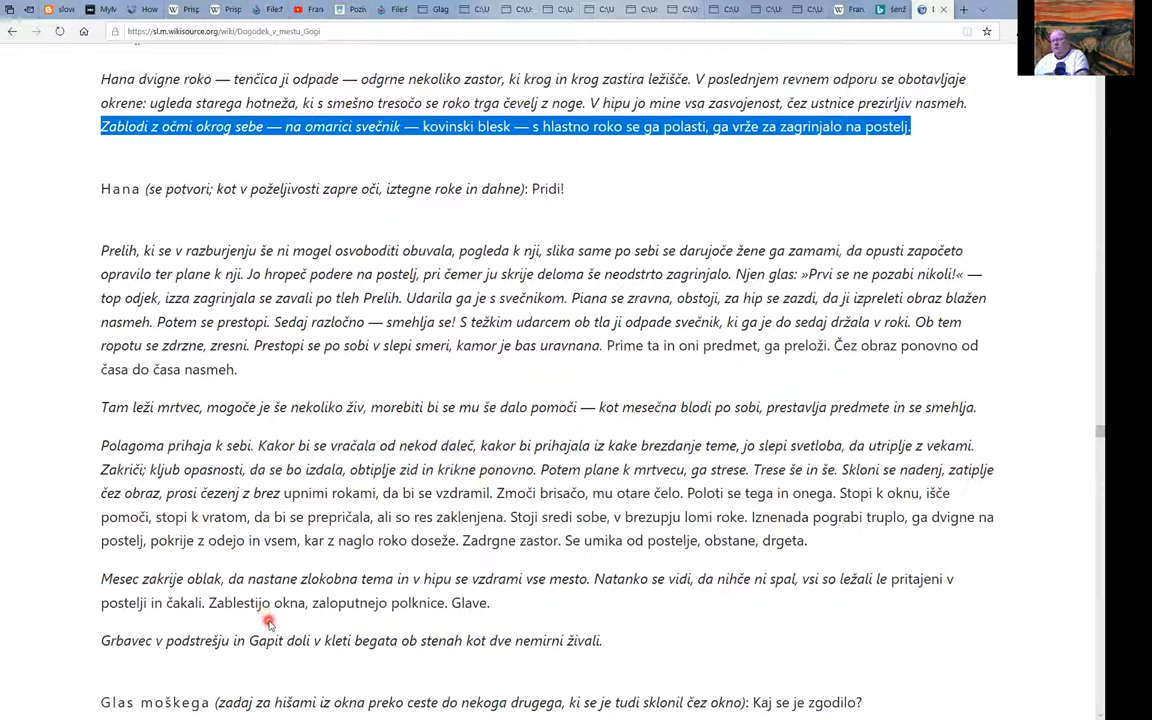 slove
Myl
How
Prisp
Prisp
File:F
Fran
Pozi
File:
Glag
C:\U
C:\U
C:\U
C:\U
C:\U
C:\U
C:\U
C:\U
C:\U
Fran
šenž
https://sl.m.wikisource.org/wiki/Dogodek_v_mestu_Gogi
Hana dvigne roko — tenčica ji odpade — odgrne nekoliko zastor, ki krog in krog zastira ležišče. V poslednjem revnem odporu se obotavljaje
okrene: ugleda starega hotneža, ki s smešno tresočo se roko trga čevelj z noge. V hipu jo mine vsa zasvojenost, čez ustnice prezirljiv nasmeh.
Zablodi z očmi okrog sebe — na omarici svečnik — kovinski blesk — s hlastno roko se ga polasti, ga vrže za zagrinjalo na postelj.
Hana (se potvori; kot v poželjivosti zapre oči, iztegne roke in dahne): Pridi!
Prelih, ki se v razburjenju še ni mogel osvoboditi obuvala, pogleda k nji, slika same po sebi se darujoče žene ga zamami, da opusti započeto
opravilo ter plane k nji. Jo hropeč podere na postelj, pri čemer ju skrije deloma še neodstrto zagrinjalo. Njen glas: »Prvi se ne pozabi nikoli!« —
top odjek, izza zagrinjala se zavali po tleh Prelih. Udarila ga je s svečnikom. Piana se zravna, obstoji, za hip se zazdi, da ji izpreleti obraz blažen
nasmeh. Potem se prestopi. Sedaj razločno — smehlja se! S težkim udarcem ob tla ji odpade svečnik, ki ga je do sedaj držala v roki. Ob tem
ropotu se zdrzne, zresni. Prestopi se po sobi v slepi smeri, kamor je bas uravnana. Prime ta in oni predmet, ga preloži. Čez obraz ponovno od
časa do časa nasmeh.
Tam leži mrtvec, mogoče je še nekoliko živ, morebiti bi se mu še dalo pomoči — kot mesečna blodi po sobi, prestavlja predmete in se smehlja.
Polagoma prihaja k sebi. Kakor bi se vračala od nekod daleč, kakor bi prihajala iz kake brezdanje teme, jo slepi svetloba, da utriplje z vekami.
Zakriči; kljub opasnosti, da se bo izdala, obtiplje zid in krikne ponovno. Potem plane k mrtvecu, ga strese. Trese še in še. Skloni se nadenj, zatiplje
čez obraz, prosi čezenj z brez upnimi rokami, da bi se vzdramil. Zmoči brisačo, mu otare čelo. Poloti se tega in onega. Stopi k oknu, išče
pomoči, stopi k vratom, da bi se prepričala, ali so res zaklenjena. Stoji sredi sobe, v brezupju lomi roke. Iznenada pograbi truplo, ga dvigne na
postelj, pokrije z odejo in vsem, kar z naglo roko doseže. Zadrgne zastor. Se umika od postelje, obstane, drgeta.
Mesec zakrije oblak, da nastane zlokobna tema in v hipu se vzdrami vse mesto. Natanko se vidi, da nihče ni spal, vsi so ležali le pritajeni v
postelji in čakali. Zablestijo okna, zaloputnejo polknice. Glave.
Grbavec v podstrešju in Gapit doli v kleti begata ob stenah kot dve nemirni živali.
Glas moškega (zadaj za hišami iz okna preko ceste do nekoga drugega, ki se je tudi sklonil čez okno): Kaj se je zgodilo?